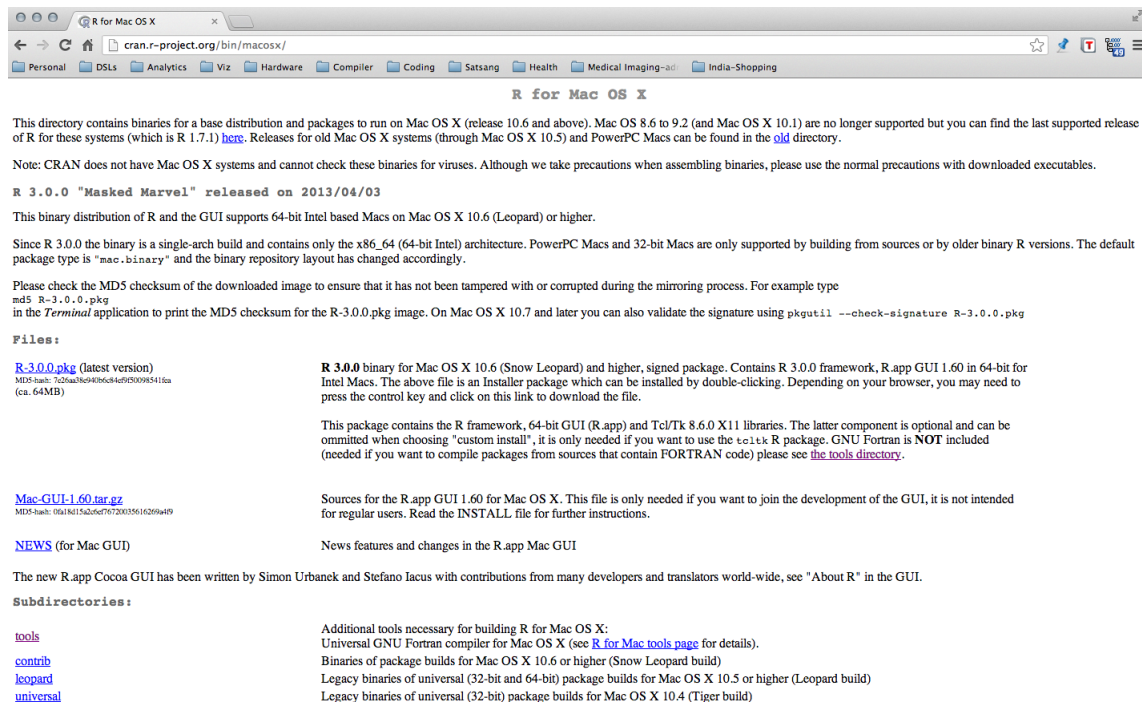 R for Mac OS X
cran.r-project.org/bin/macosx/
Personal DSLs Analytics Viz Hardware Compiler Coding Satsang Health Medical Imaging-ad India-Shopping
49
R for Mac OS X
This directory contains binaries for a base distribution and packages to run on Mac OS X (release 10.6 and above). Mac OS 8.6 to 9.2 (and Mac OS X 10.1) are no longer supported but you can find the last supported release
of R for these systems (which is R 1.7.1) here. Releases for old Mac OS X systems (through Mac OS X 10.5) and PowerPC Macs can be found in the old directory.
Note: CRAN does not have Mac OS X systems and cannot check these binaries for viruses. Although we take precautions when assembling binaries, please use the normal precautions with downloaded executables.
R 3.0.0 "Masked Marvel" released on 2013/04/03
This binary distribution of R and the GUI supports 64-bit Intel based Macs on Mac OS X 10.6 (Leopard) or higher.
Since R 3.0.0 the binary is a single-arch build and contains only the x86_64 (64-bit Intel) architecture. PowerPC Macs and 32-bit Macs are only supported by building from sources or by older binary R versions. The default
package type is "mac.binary" and the binary repository layout has changed accordingly.
Please check the MD5 checksum of the downloaded image to ensure that it has not been tampered with or corrupted during the mirroring process. For example type
md5 R-3.0.0.pkg
in the Terminal application to print the MD5 checksum for the R-3.0.0.pkg image. On Mac OS X 10.7 and later you can also validate the signature using pkgutil --check-signature R-3.0.0.pkg
Files:
R-3.0.0.pkg (latest version)
MD5-hash:
(ca. 64MB)
R 3.0.0 binary for Mac OS X 10.6 (Snow Leopard) and higher, signed package. Contains R 3.0.0 framework, R.app GUI 1.60 in 64-bit for
Intel Macs. The above file is an Installer package which can be installed by double-clicking. Depending on your browser, you may need to
press the control key and click on this link to download the file.
This package contains the R framework, 64-bit GUI (R.app) and Tcl/Tk 8.6.0 X11 libraries. The latter component is optional and can be
ommitted when choosing "custom install", it is only needed if you want to use the tcltk R package. GNU Fortran is NOT included
(needed if you want to compile packages from sources that contain FORTRAN code) please see the tools directory.
Mac-GUI-1.60.tar.gz
MD5-hash:
Sources for the R.app GUI 1.60 for Mac OS X. This file is only needed if you want to join the development of the GUI, it is not intended
for regular users. Read the INSTALL file for further instructions.
NEWS (for Mac GUI)
News features and changes in the R.app Mac GUI
The new R.app Cocoa GUI has been written by Simon Urbanek and Stefano Iacus with contributions from many developers and translators world-wide, see "About R" in the GUI.
Subdirectories:
tools
Additional tools necessary for building R for Mac OS X:
Universal GNU Fortran compiler for Mac OS X (see R for Mac tools page for details).
contrib
Binaries of package builds for Mac OS X 10.6 or higher (Snow Leopard build)
leopard
Legacy binaries of universal (32-bit and 64-bit) package builds for Mac OS X 10.5 or higher (Leopard build)
universal
Legacy binaries of universal (32-bit) package builds for Mac OS X 10.4 (Tiger build)